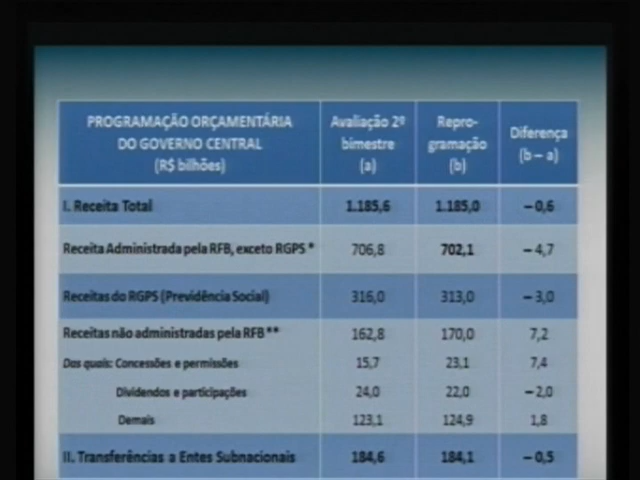 PROGRAMAÇÃO ORÇAMENTÁRIA DO GOVERNO CENTRAL (R$ bilhões) Avaliação 2º bimestre (a) Repro-gramação (b) Diferença (b – a)
I. Receita Total 1.185,6 1.185,0 – 0,6
Receita Administrada pela RFB, exceto RGPS * 706,8 702,1 – 4,7
Receitas do RGPS (Previdência Social) 316,0 313,0 – 3,0
Receitas não administradas pela RFB ** 162,8 170,0 7,2
Das quais: Concessões e permissões 15,7 23,1 7,4
Dividendos e participações 24,0 22,0 – 2,0
Demais 123,1 124,9 1,8
II. Transferências a Entes Subnacionais 184,6 184,1 – 0,5